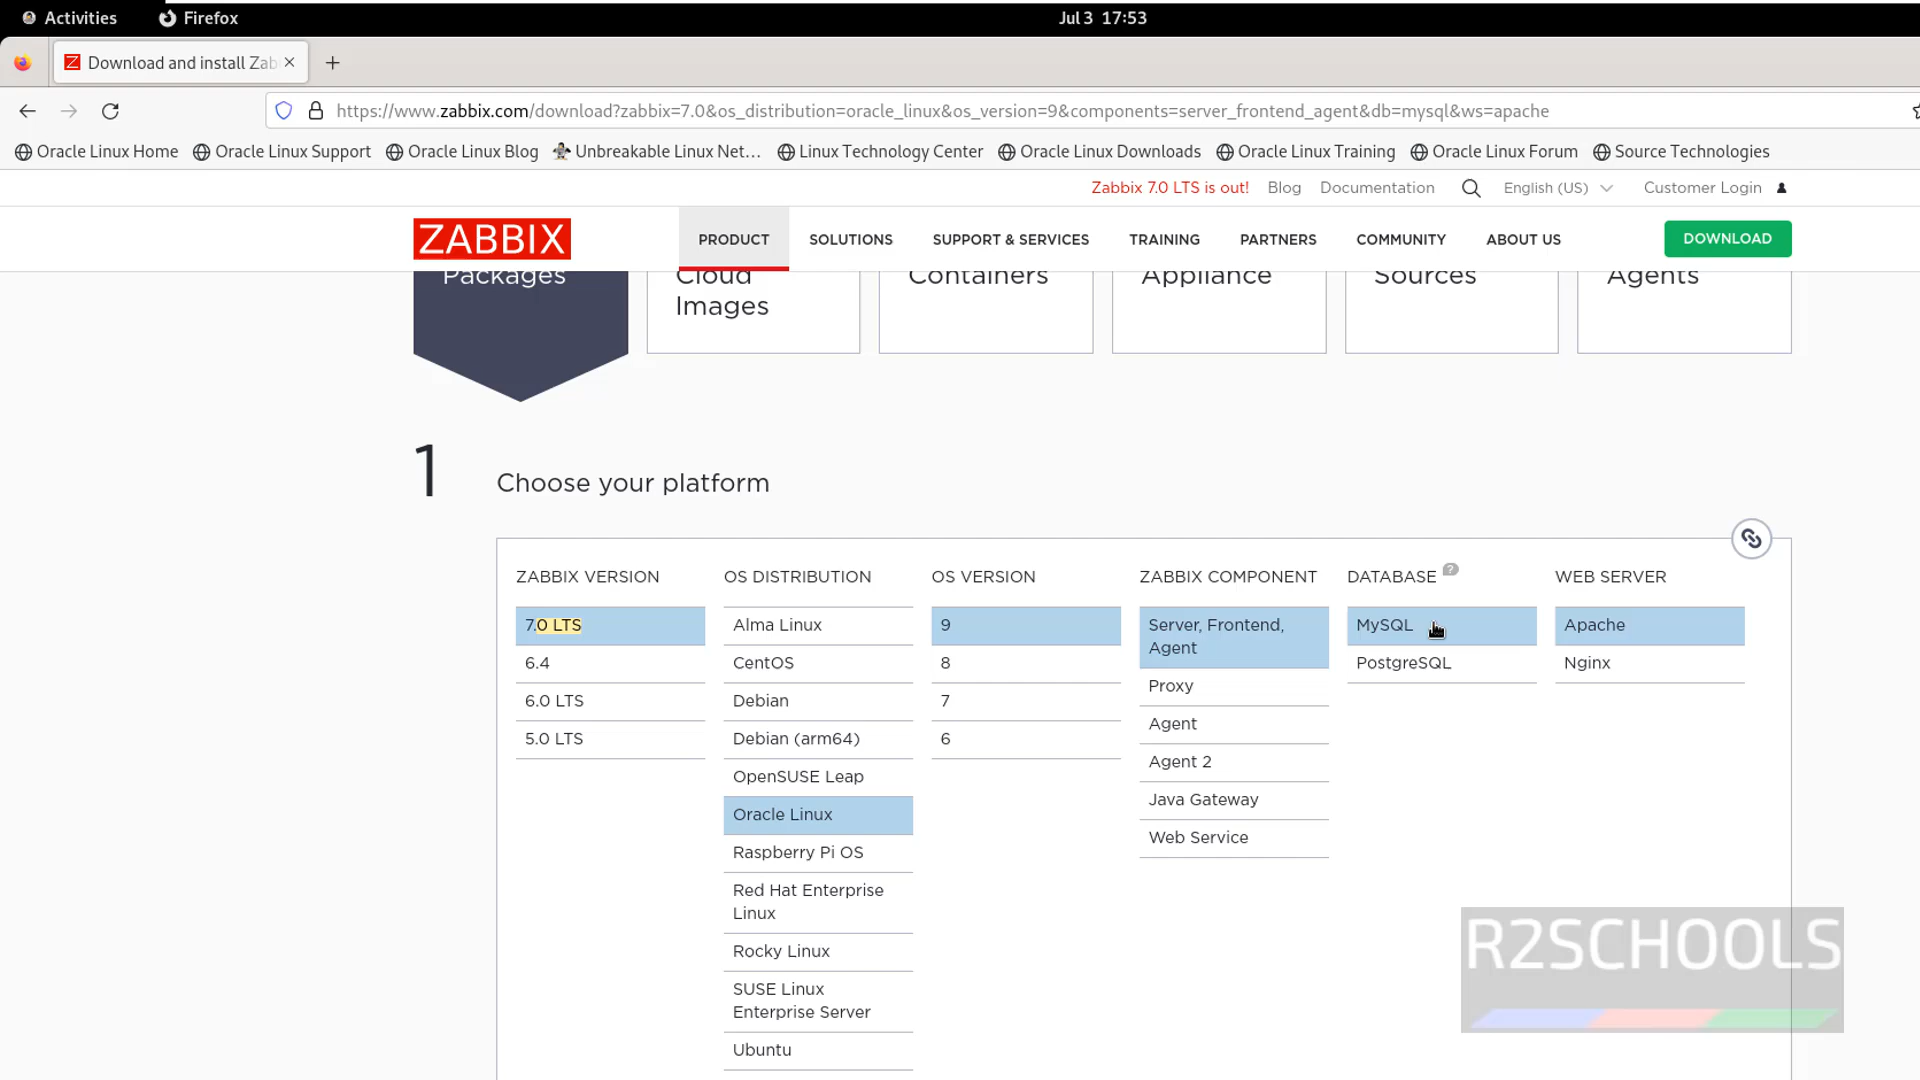 Activities Firefox Jul 3 17:53
Download and install Zab
https://www.zabbix.com/download?zabbix=7.0&os_distribution=oracle_linux&os_version=9&components=server_frontend_agent&db=mysql&ws=apache
Oracle Linux Home Oracle Linux Support Oracle Linux Blog Unbreakable Linux Net… Linux Technology Center Oracle Linux Downloads Oracle Linux Training Oracle Linux Forum Source Technologies
Zabbix 7.0 LTS is out! Blog Documentation English (US) Customer Login
ZABBIX PRODUCT SOLUTIONS SUPPORT & SERVICES TRAINING PARTNERS COMMUNITY ABOUT US DOWNLOAD
Packages Cloud Containers Appliance Sources Agents
Images
1 Choose your platform
ZABBIX VERSION
7.0 LTS
6.4
6.0 LTS
5.0 LTS
OS DISTRIBUTION
Alma Linux
CentOS
Debian
Debian (arm64)
OpenSUSE Leap
Oracle Linux
Raspberry Pi OS
Red Hat Enterprise
Linux
Rocky Linux
SUSE Linux
Enterprise Server
Ubuntu
OS VERSION
9
8
7
6
ZABBIX COMPONENT
Server, Frontend,
Agent
Proxy
Agent
Agent 2
Java Gateway
Web Service
DATABASE ?
MySQL
PostgreSQL
WEB SERVER
Apache
Nginx
R2SCHOOLS